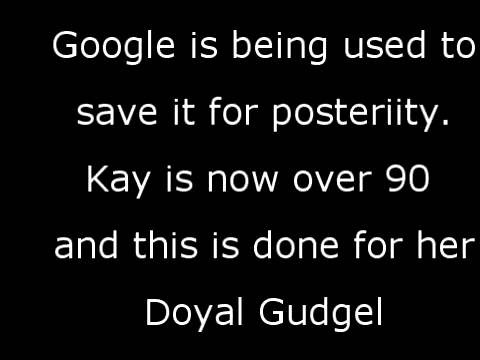 Google is being used to
save it for posteriity.
Kay is now over 90
and this is done for her
Doyal Gudgel